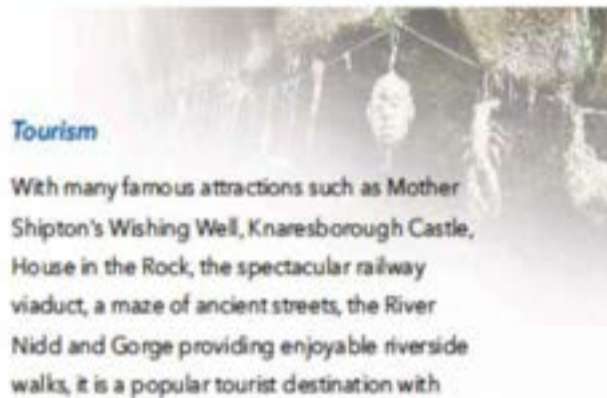 Tourism
With many famous attractions such as Mother
Shipton's Wishing Well, Knaresborough Castle,
House in the Rock, the spectacular railway
viaduct, a maze of ancient streets, the River
Nidd and Gorge providing enjoyable riverside
walks, it is a popular tourist destination with